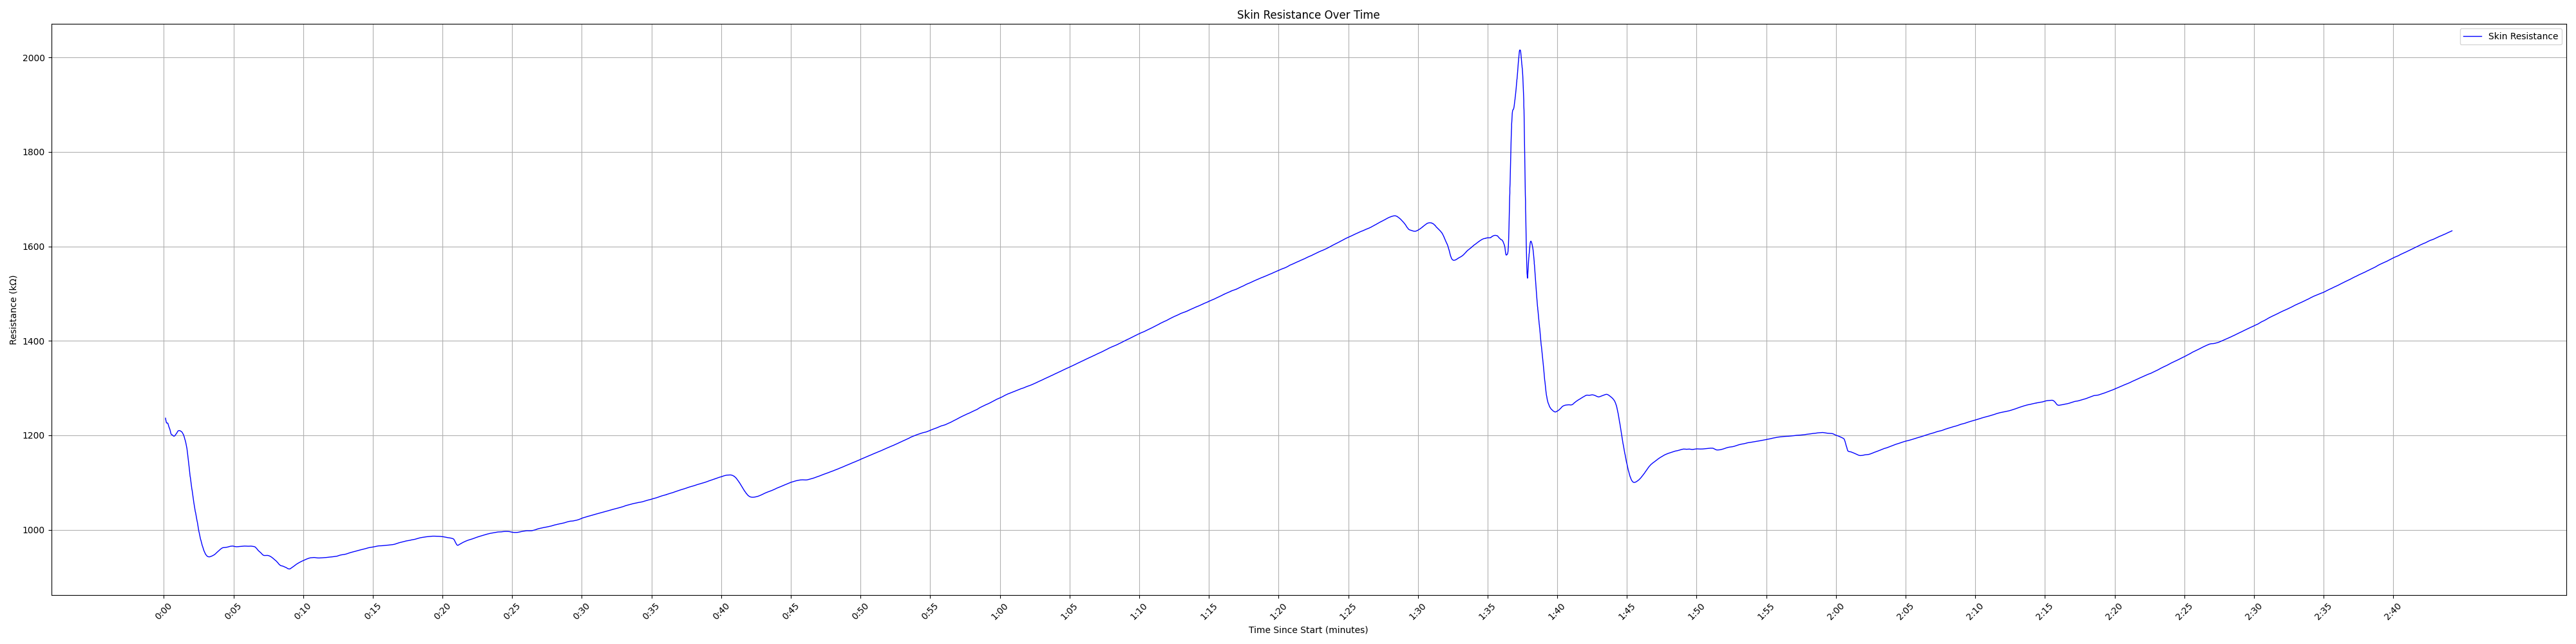 Skin Resistance Over Time
Skin Resistance
2000
1800
1600
1400
1200
1000
Resistance (kΩ)
0:00 0:05 0:10 0:15 0:20 0:25 0:30 0:35 0:40 0:45 0:50 0:55 1:00 1:05 1:10 1:15 1:20 1:25 1:30 1:35 1:40 1:45 1:50 1:55 2:00 2:05 2:10 2:15 2:20 2:25 2:30 2:35 2:40
Time Since Start (minutes)